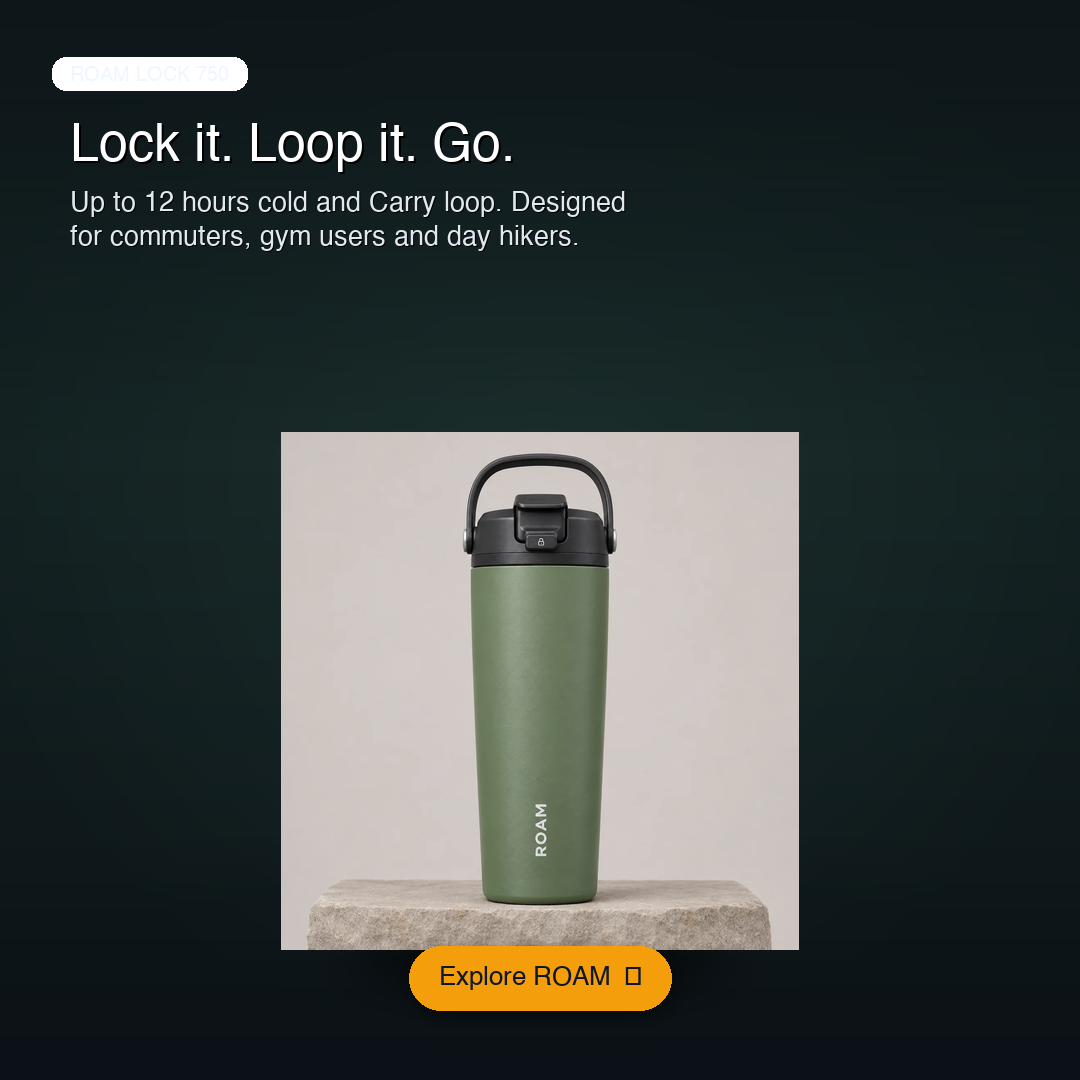 ROAM LOCK 750
Lock it. Loop it. Go.
Up to 12 hours cold and Carry loop. Designed
for commuters, gym users and day hikers.
ROAM
Explore ROAM